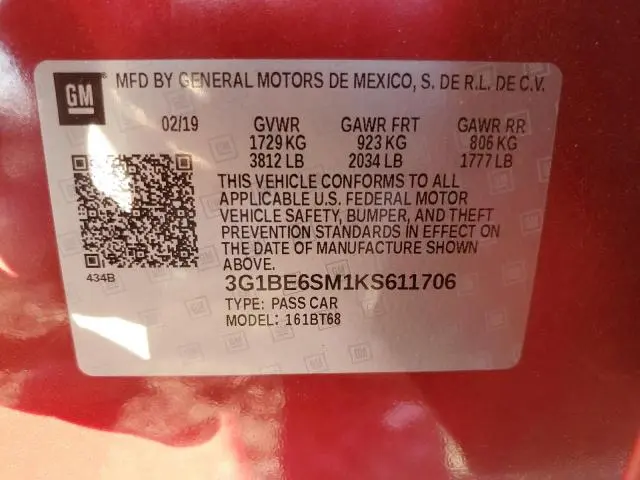 GM
MFD BY GENERAL MOTORS DE MEXICO, S. DE R.L. DE C.V.
02/19 GVWR GAWR FRT GAWR RR
1729 KG 923 KG 806 KG
3812 LB 2034 LB 1777 LB
THIS VEHICLE CONFORMS TO ALL
APPLICABLE U.S. FEDERAL MOTOR
VEHICLE SAFETY, BUMPER, AND THEFT
PREVENTION STANDARDS IN EFFECT ON
THE DATE OF MANUFACTURE SHOWN
ABOVE.
434B
3G1BE6SM1KS611706
TYPE: PASS CAR
MODEL: 161BT68